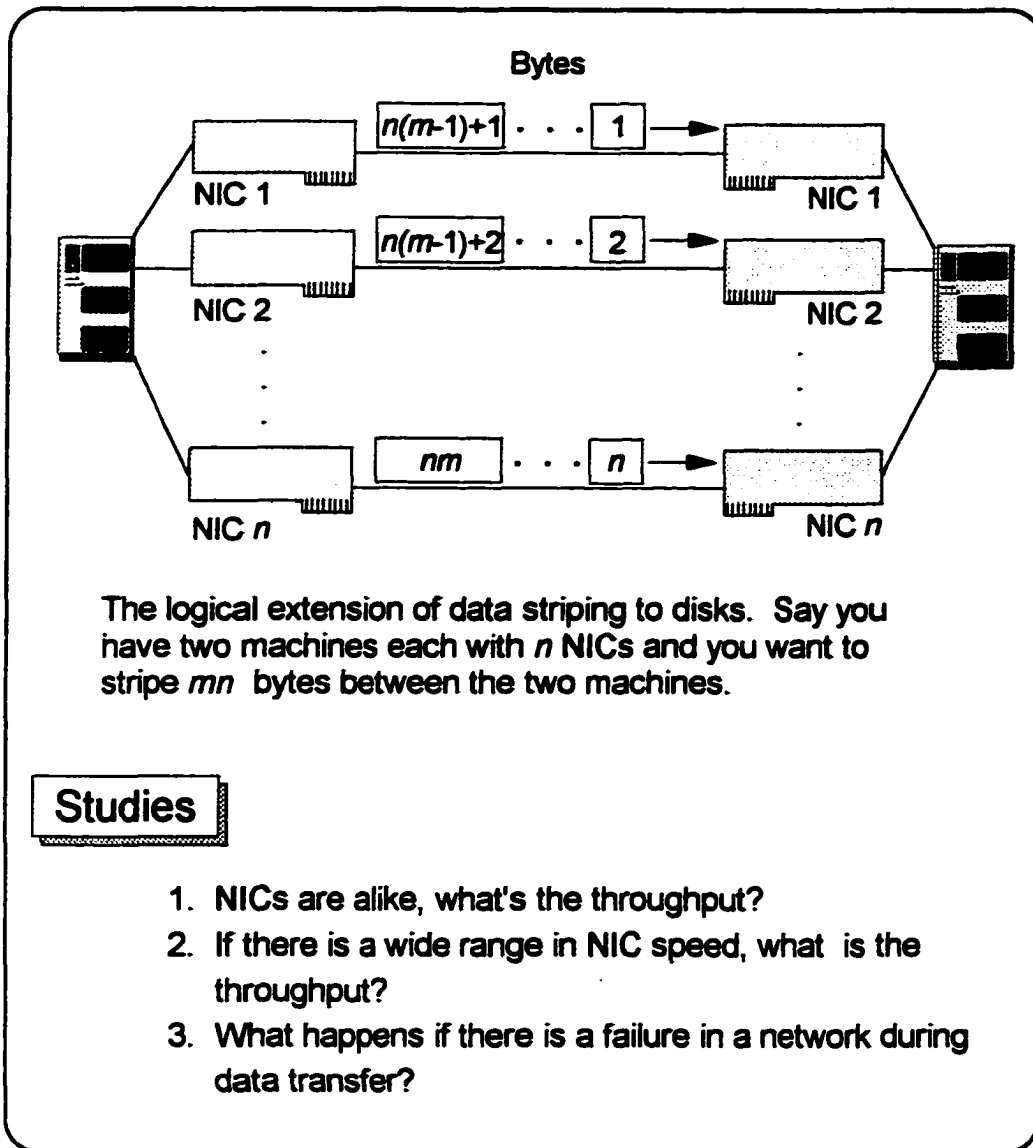 Bytes
n(m-1)+1 . . . 1
NIC 1 NIC 1
n(m-1)+2 . . . 2
NIC 2 NIC 2
nm . . . n
NIC n NIC n
The logical extension of data striping to disks. Say you
have two machines each with n NICs and you want to
stripe mn bytes between the two machines.
Studies
1. NICs are alike, what's the throughput?
2. If there is a wide range in NIC speed, what is the
throughput?
3. What happens if there is a failure in a network during
data transfer?